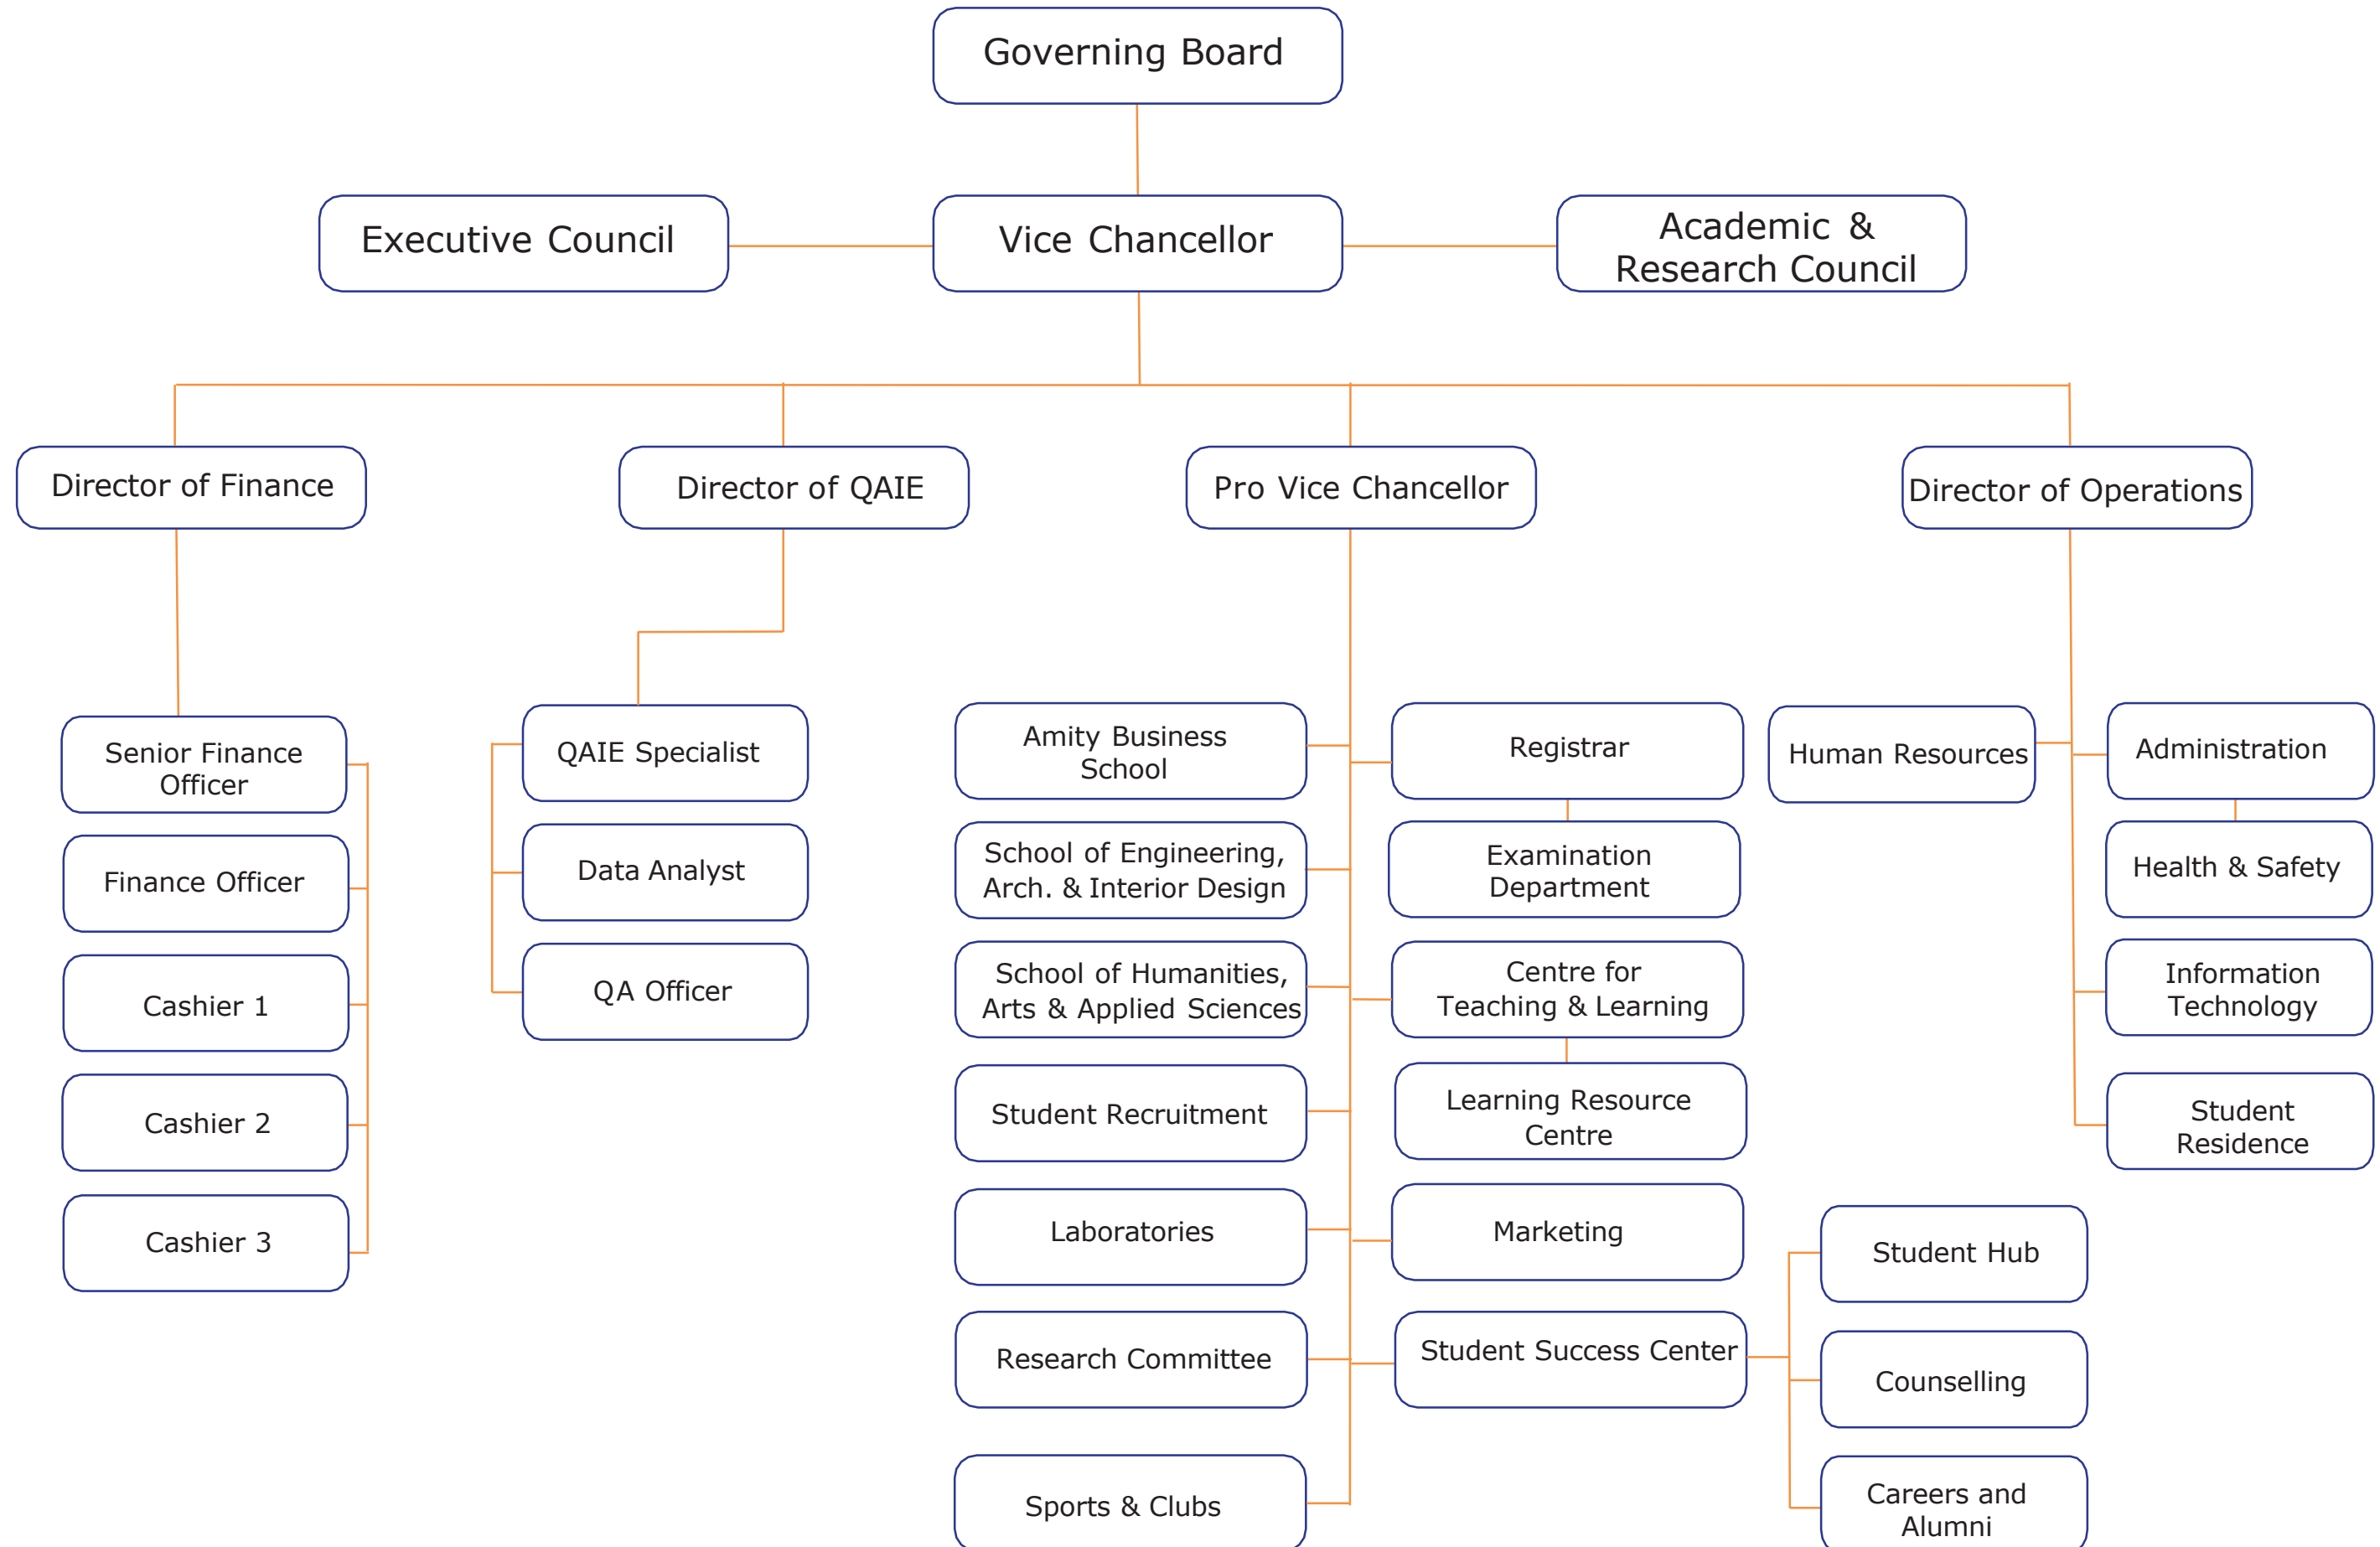 Governing Board
Executive Council
Vice Chancellor
Academic &
Research Council
Director of Finance
Director of QAIE
Pro Vice Chancellor
Director of Operations
Senior Finance
Officer
Finance Officer
Cashier 1
Cashier 2
Cashier 3
QAIE Specialist
Data Analyst
QA Officer
Amity Business
School
School of Engineering,
Arch. & Interior Design
School of Humanities,
Arts & Applied Sciences
Student Recruitment
Laboratories
Research Committee
Sports & Clubs
Registrar
Examination
Department
Centre for
Teaching & Learning
Learning Resource
Centre
Marketing
Student Success Center
Student Hub
Counselling
Careers and
Alumni
Human Resources
Administration
Health & Safety
Information
Technology
Student
Residence